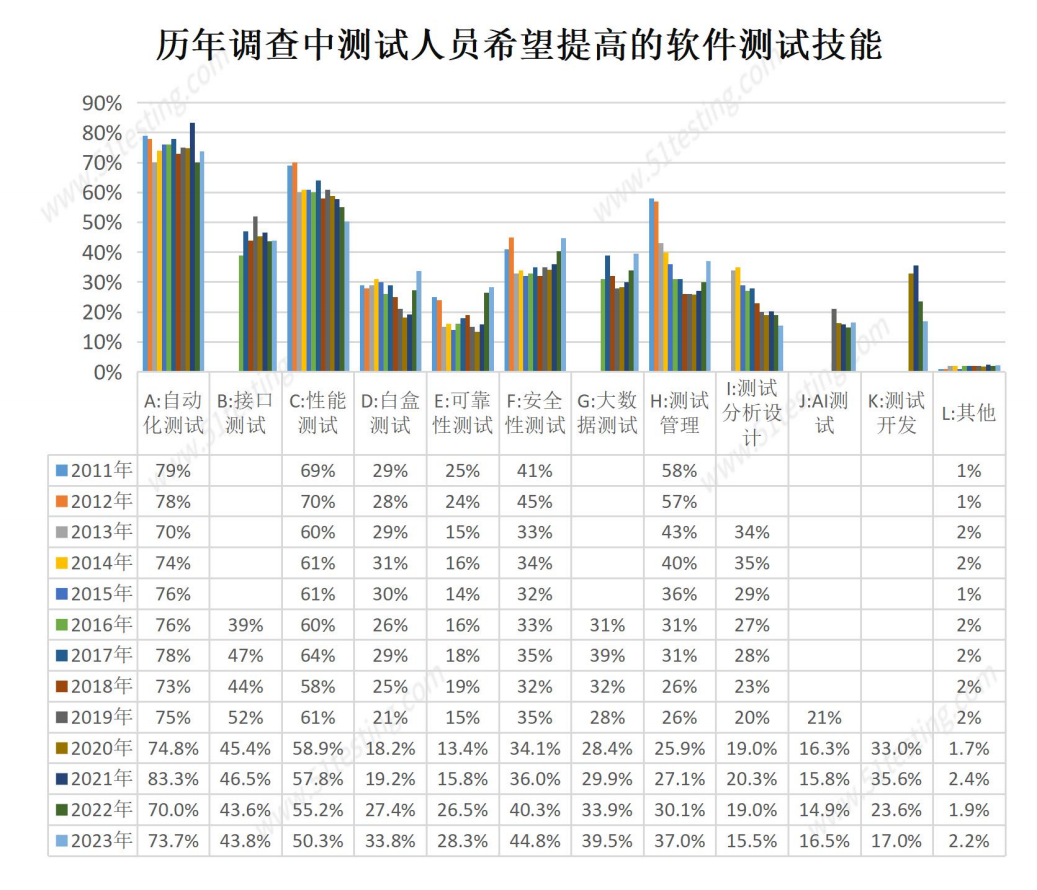 历年调查中测试人员希望提高的软件测试技能
90%
80%
70%
60%
50%
40%
30%
20%
10%
0%
A:自动化测试
B:接口测试
C:性能测试
D:白盒测试
E:可靠性测试
F:安全性测试
G:大数据测试
H:测试管理
I:测试分析设计
J:AI测试
K:测试开发
L:其他
2011年 79% 69% 29% 25% 41% 58% 1%
2012年 78% 70% 28% 24% 45% 57% 1%
2013年 70% 60% 29% 15% 33% 43% 34% 2%
2014年 74% 61% 31% 16% 34% 40% 35% 2%
2015年 76% 61% 30% 14% 32% 36% 29% 1%
2016年 76% 39% 60% 26% 16% 33% 31% 31% 27% 2%
2017年 78% 47% 64% 29% 18% 35% 39% 31% 28% 2%
2018年 73% 44% 58% 25% 19% 32% 32% 26% 23% 2%
2019年 75% 52% 61% 21% 15% 35% 28% 26% 20% 21% 2%
2020年 74.8% 45.4% 58.9% 18.2% 13.4% 34.1% 28.4% 25.9% 19.0% 16.3% 33.0% 1.7%
2021年 83.3% 46.5% 57.8% 19.2% 15.8% 36.0% 29.9% 27.1% 20.3% 15.8% 35.6% 2.4%
2022年 70.0% 43.6% 55.2% 27.4% 26.5% 40.3% 33.9% 30.1% 19.0% 14.9% 23.6% 1.9%
2023年 73.7% 43.8% 50.3% 33.8% 28.3% 44.8% 39.5% 37.0% 15.5% 16.5% 17.0% 2.2%
www.51testing.com
www.51testing.com
www.51testing.com
www.51testing.com
www.51testing.com
www.51testing.com